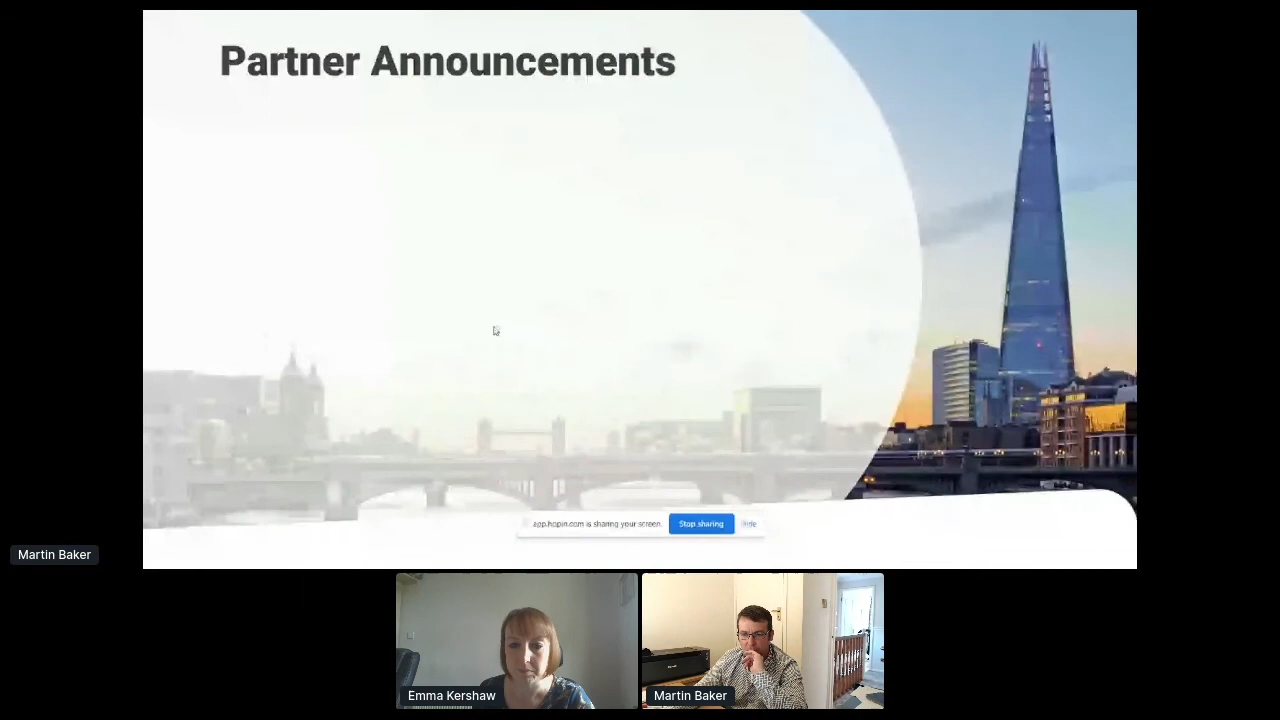 Partner Announcements
app.hopin.com is sharing your screen.
Stop sharing
Hide
Martin Baker
Emma Kershaw
Martin Baker